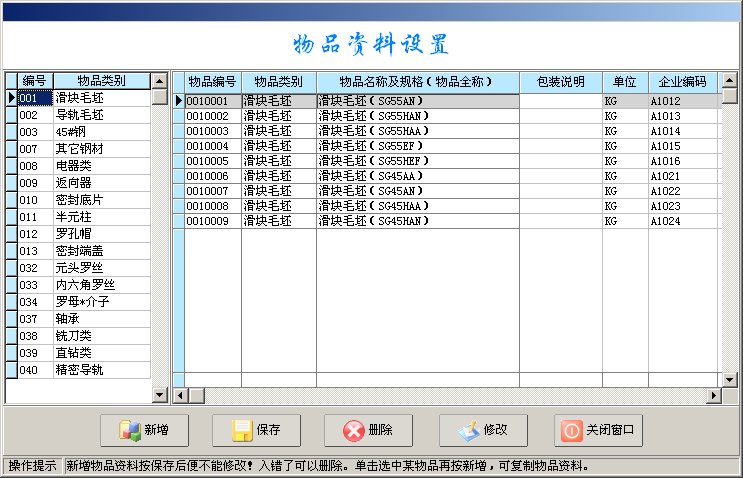 物品资料设置
编号 物品类别
001 滑块毛坯
002 导轨毛坯
003 45#钢
007 其它钢材
008 电器类
009 返向器
010 密封底片
011 半元柱
012 罗孔帽
013 密封端盖
032 元头罗丝
033 内六角罗丝
034 罗母*介子
037 轴承
038 铣刀类
039 直钻类
040 精密导轨
物品编号 物品类别 物品名称及规格(物品全称) 包装说明 单位 企业编码
0010001 滑块毛坯 滑块毛坯(SG55AN) KG A1012
0010002 滑块毛坯 滑块毛坯(SG55HAN) KG A1013
0010003 滑块毛坯 滑块毛坯(SG55HAA) KG A1014
0010004 滑块毛坯 滑块毛坯(SG55EF) KG A1015
0010005 滑块毛坯 滑块毛坯(SG55HEF) KG A1016
0010006 滑块毛坯 滑块毛坯(SG45AA) KG A1021
0010007 滑块毛坯 滑块毛坯(SG45AN) KG A1022
0010008 滑块毛坯 滑块毛坯(SG45HAA) KG A1023
0010009 滑块毛坯 滑块毛坯(SG45HAN) KG A1024
新增 保存 删除 修改 关闭窗口
操作提示 新增物品资料按保存后便不能修改!入错了可以删除。单击选中某物品再按新增,可复制物品资料。